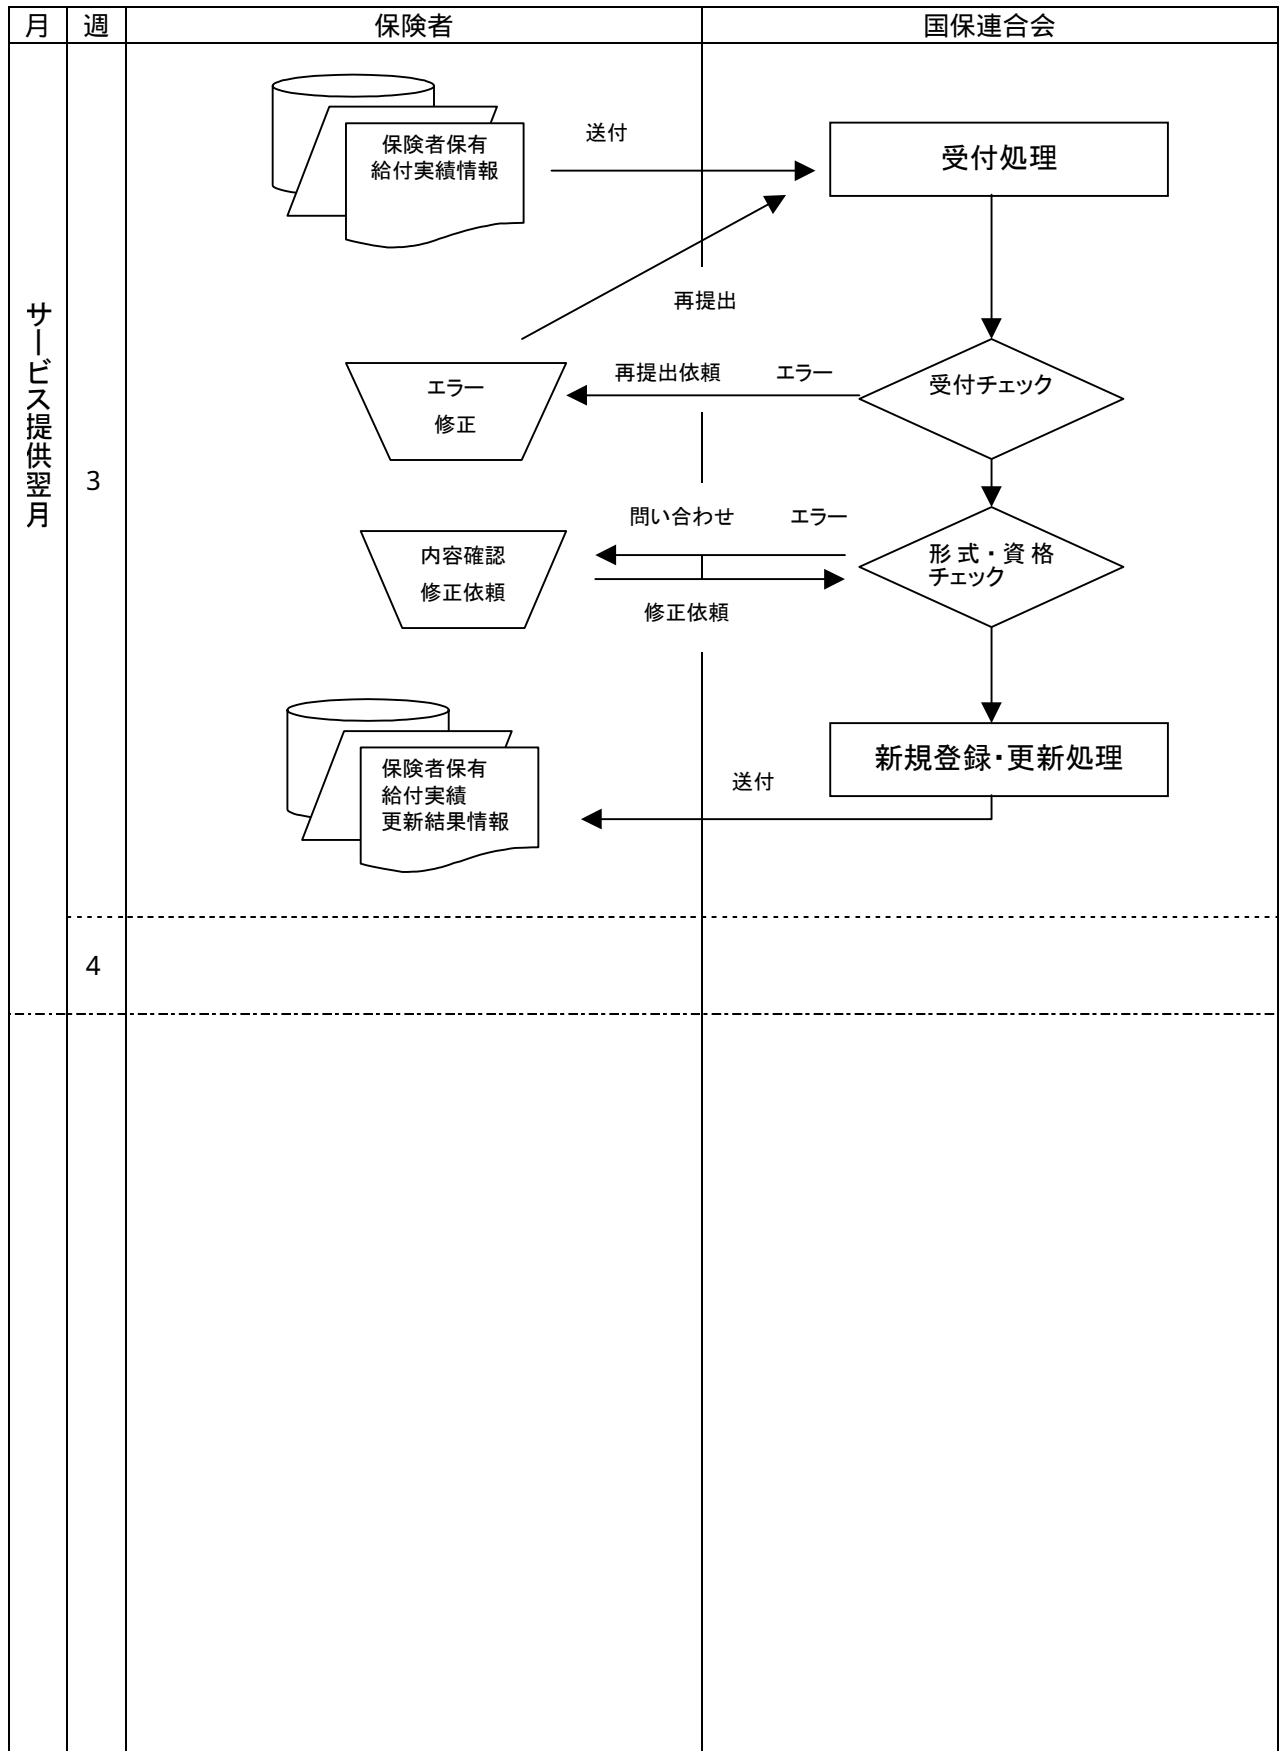 月 週 保険者 国保連合会
サービス提供翌月
3
保険者保有
給付実績情報
送付
受付処理
再提出
エラー
修正
再提出依頼 エラー
受付チェック
内容確認
修正依頼
問い合わせ エラー
修正依頼
形式・資格
チェック
保険者保有
給付実績
更新結果情報
送付
新規登録・更新処理
4